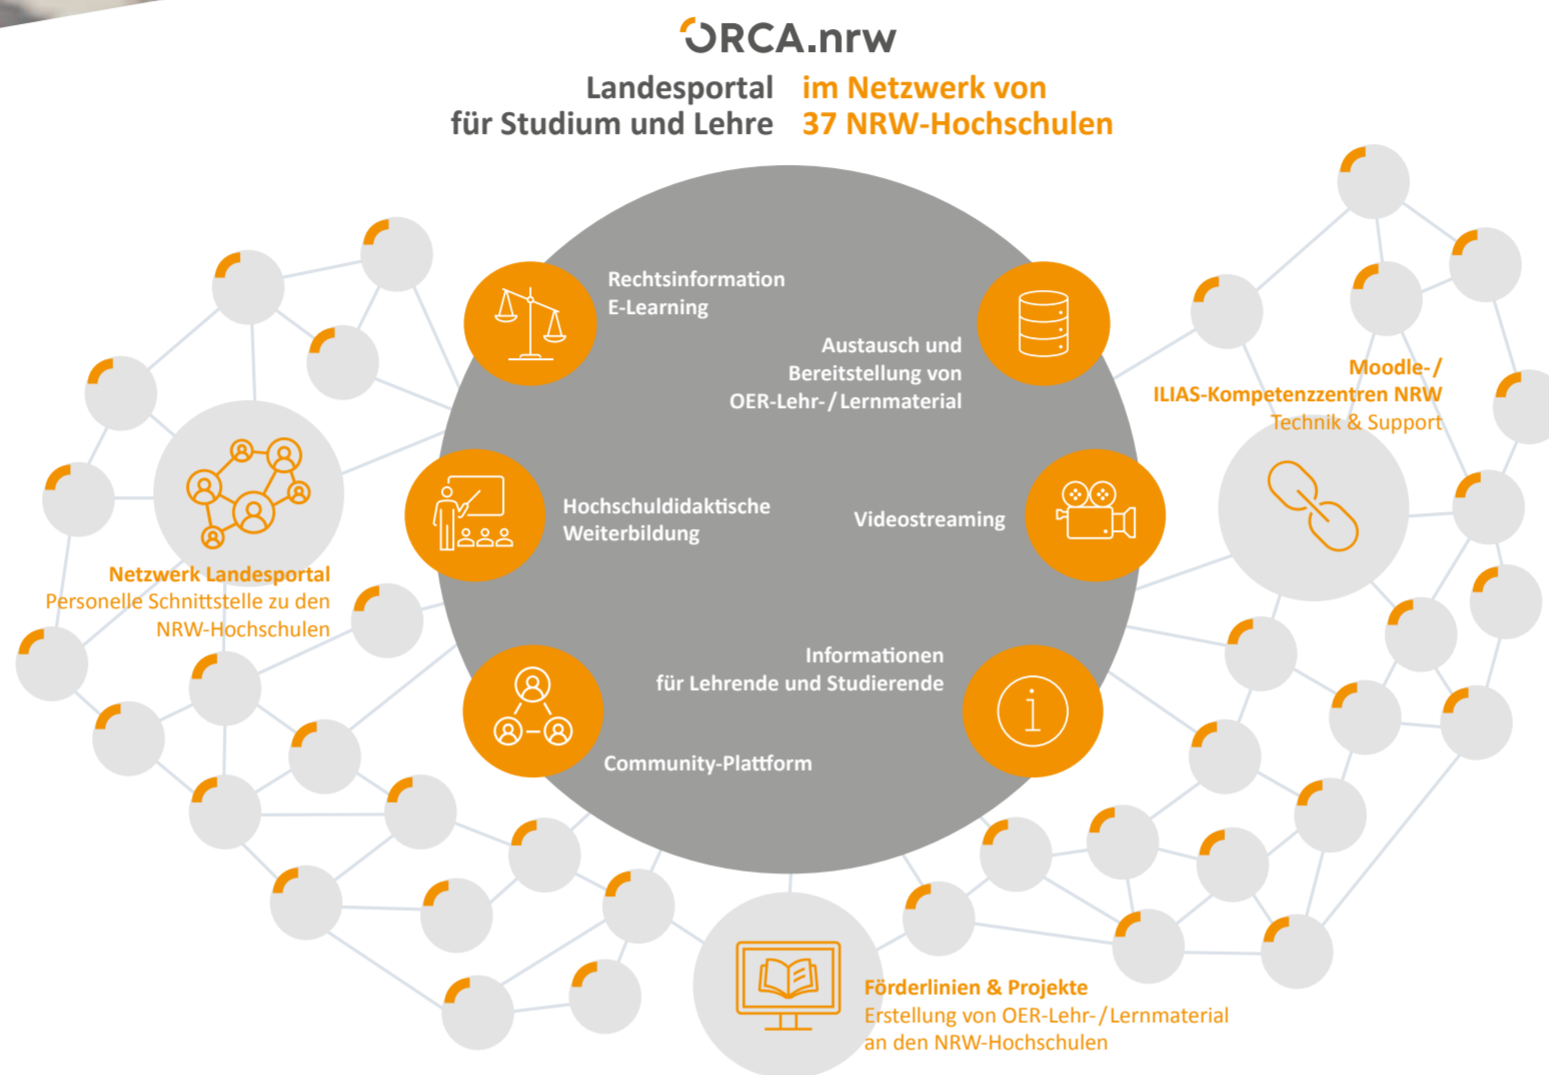 ORCA.nrw
Landesportal
für Studium und Lehre
im Netzwerk von
37 NRW-Hochschulen
Rechtsinformation
E-Learning
Austausch und
Bereitstellung von
OER-Lehr-/Lernmaterial
Moodle-/
ILIAS-Kompetenzzentren NRW
Technik & Support
Hochschuldidaktische
Weiterbildung
Videostreaming
Netzwerk Landesportal
Personelle Schnittstelle zu den
NRW-Hochschulen
Informationen
für Lehrende und Studierende
i
Community-Plattform
Förderlinien & Projekte
Erstellung von OER-Lehr-/Lernmaterial
an den NRW-Hochschulen